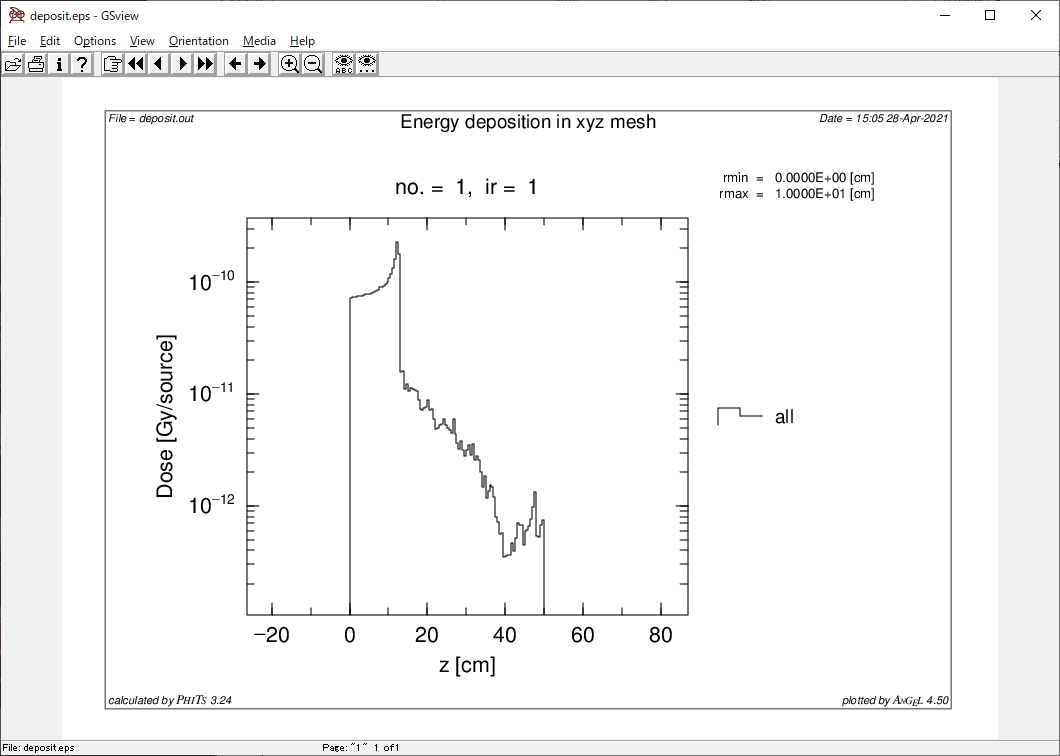 deposit.eps - GSview
File Edit Options View Orientation Media Help
File = deposit.out
Energy deposition in xyz mesh
Date = 15:05 28-Apr-2021
no. = 1, ir = 1
rmin = 0.0000E+00 [cm]
rmax = 1.0000E+01 [cm]
10⁻¹⁰
10⁻¹¹
10⁻¹²
Dose [Gy/source]
all
−20 0 20 40 60 80
z [cm]
calculated by PHITS 3.24
plotted by ANGEL 4.50
File: deposit.eps
Page: "1" 1 of 1